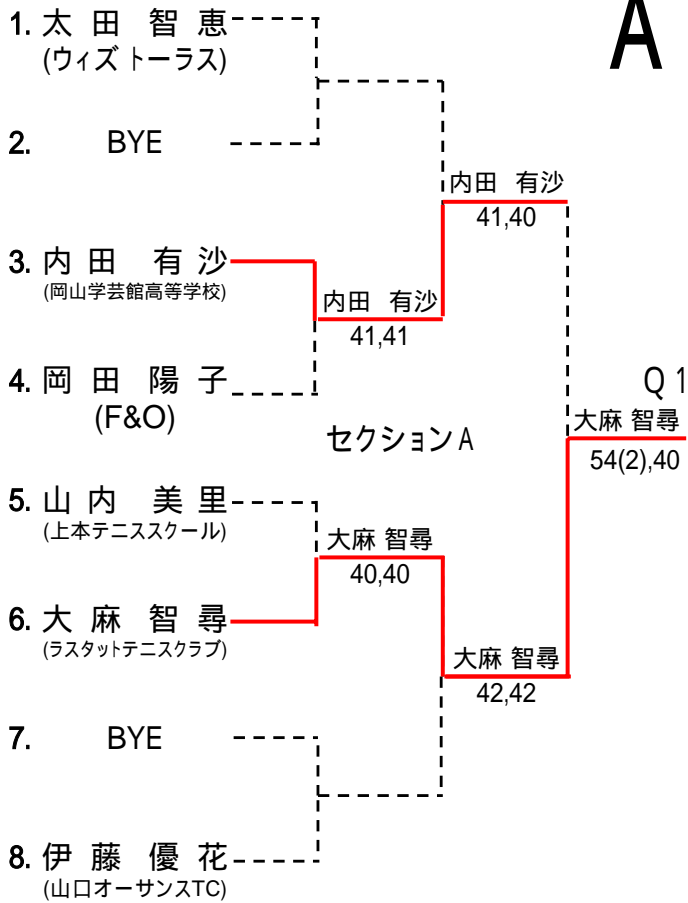 A
1. 太 田 智 恵
(ウィズ トーラス)
2. BYE
3. 内 田 有 沙
(岡山学芸館高等学校)
4. 岡 田 陽 子
(F&O)
5. 山 内 美 里
(上本テニススクール)
6. 大 麻 智 尋
(ラスタットテニスクラブ)
7. BYE
8. 伊 藤 優 花
(山口オーサンスTC)
内田 有沙
41,41
大麻 智尋
40,40
セクションA
内田 有沙
41,40
大麻 智尋
42,42
Q 1
大麻 智尋
54(2),40